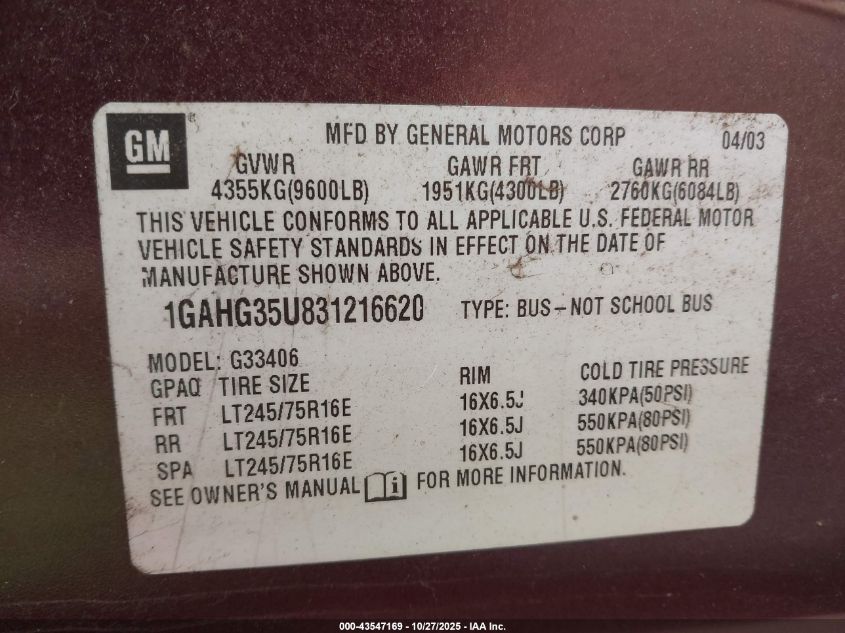 GM
MFD BY GENERAL MOTORS CORP 04/03
GVWR GAWR FRT GAWR RR
4355KG(9600LB) 1951KG(4300LB) 2760KG(6084LB)
THIS VEHICLE CONFORMS TO ALL APPLICABLE U.S. FEDERAL MOTOR
VEHICLE SAFETY STANDARDS IN EFFECT ON THE DATE OF
MANUFACTURE SHOWN ABOVE.
1GAHG35U831216620 TYPE: BUS – NOT SCHOOL BUS
MODEL: G33406
GPAQ TIRE SIZE RIM COLD TIRE PRESSURE
FRT LT245/75R16E 16X6.5J 340KPA(50PSI)
RR LT245/75R16E 16X6.5J 550KPA(80PSI)
SPA LT245/75R16E 16X6.5J 550KPA(80PSI)
SEE OWNER'S MANUAL i FOR MORE INFORMATION.
000-43547169 - 10/27/2025 - IAA Inc.